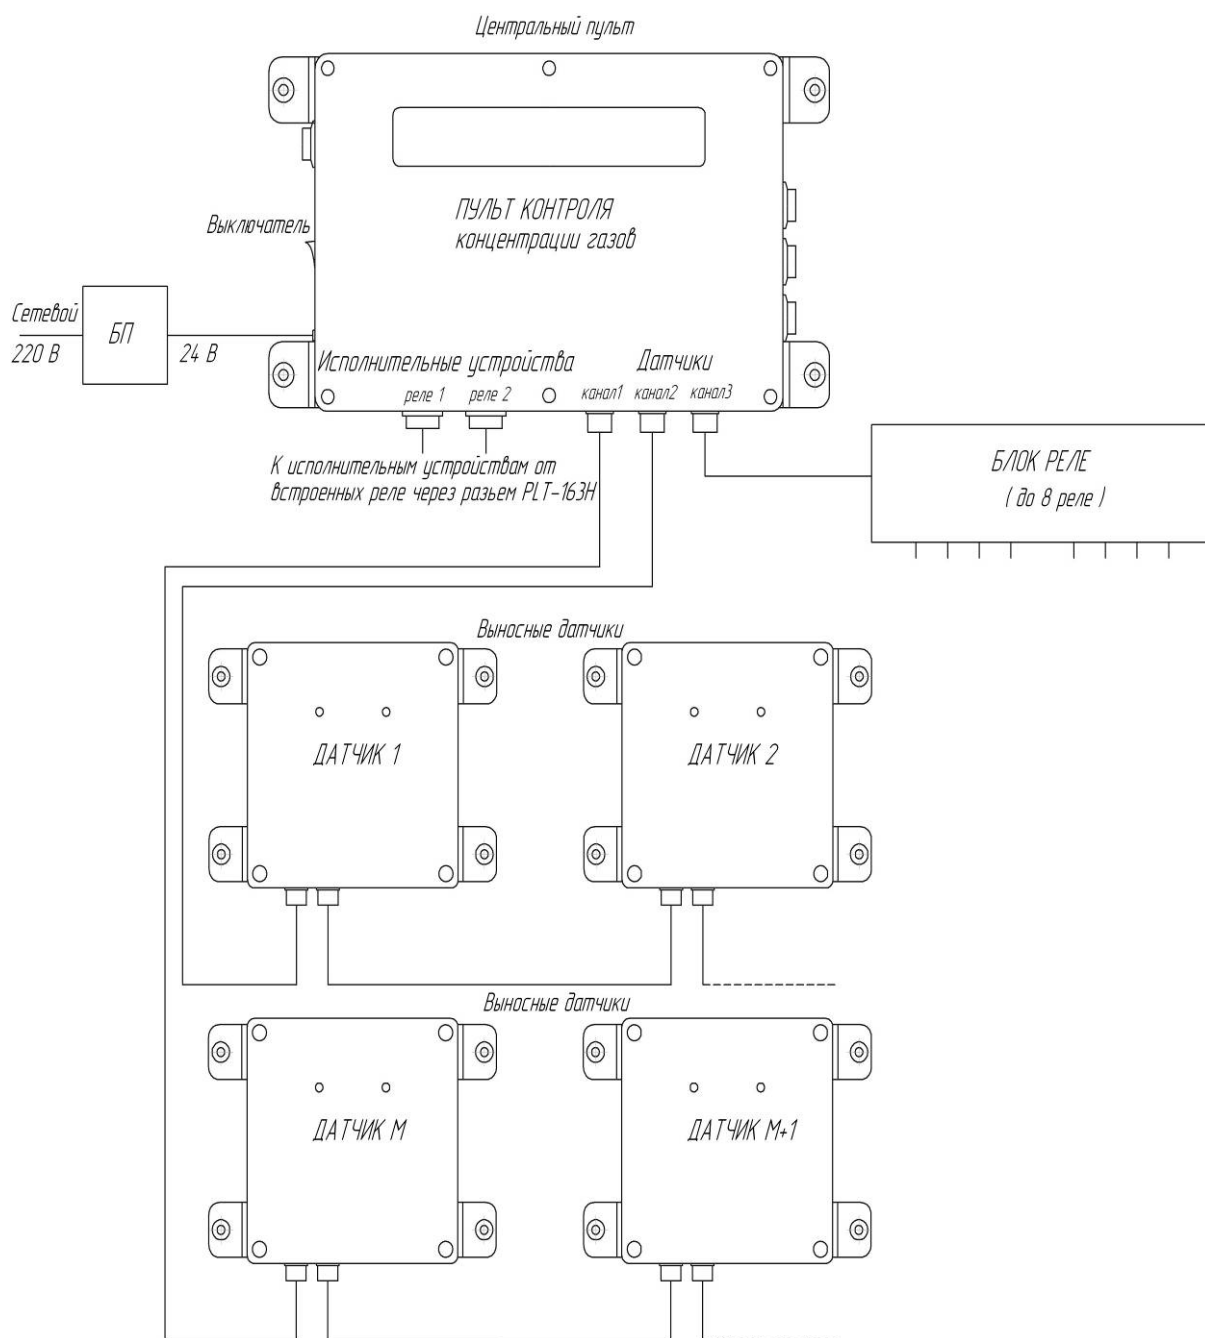 Центральный пульт
ПУЛЬТ КОНТРОЛЯ
концентрации газов
Выключатель
Сетевой
220 В
БП
24 В
Исполнительные устройства
Датчики
реле 1
реле 2
канал1
канал2
канал3
К исполнительным устройствам от
встроенных реле через разьем PLT-163Н
БЛОК РЕЛЕ
( до 8 реле )
Выносные датчики
ДАТЧИК 1
ДАТЧИК 2
Выносные датчики
ДАТЧИК М
ДАТЧИК М+1